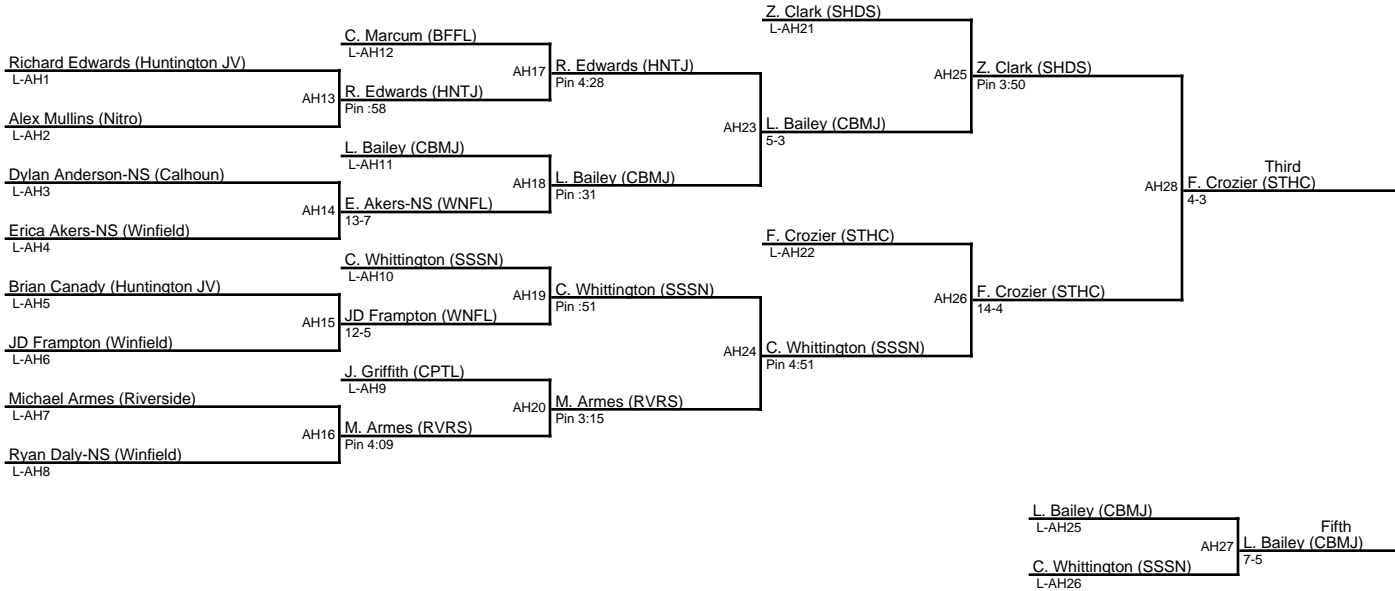 Z. Clark (SHDS)
L-AH21
C. Marcum (BFFL)
L-AH12
Richard Edwards (Huntington JV)
L-AH1
AH17
R. Edwards (HNTJ)
Pin 4:28
AH25
Z. Clark (SHDS)
Pin 3:50
AH13
R. Edwards (HNTJ)
Pin :58
Alex Mullins (Nitro)
L-AH2
AH23
L. Bailey (CBMJ)
5-3
L. Bailey (CBMJ)
L-AH11
Dylan Anderson-NS (Calhoun)
L-AH3
AH18
L. Bailey (CBMJ)
Pin :31
Third
AH28
F. Crozier (STHC)
4-3
AH14
E. Akers-NS (WNFL)
13-7
Erica Akers-NS (Winfield)
L-AH4
F. Crozier (STHC)
L-AH22
C. Whittington (SSSN)
L-AH10
Brian Canady (Huntington JV)
L-AH5
AH19
C. Whittington (SSSN)
Pin :51
AH26
F. Crozier (STHC)
14-4
AH15
JD Frampton (WNFL)
12-5
JD Frampton (Winfield)
L-AH6
AH24
C. Whittington (SSSN)
Pin 4:51
J. Griffith (CPTL)
L-AH9
Michael Armes (Riverside)
L-AH7
AH20
M. Armes (RVRS)
Pin 3:15
AH16
M. Armes (RVRS)
Pin 4:09
Ryan Daly-NS (Winfield)
L-AH8
L. Bailey (CBMJ)
L-AH25
Fifth
AH27
L. Bailey (CBMJ)
7-5
C. Whittington (SSSN)
L-AH26